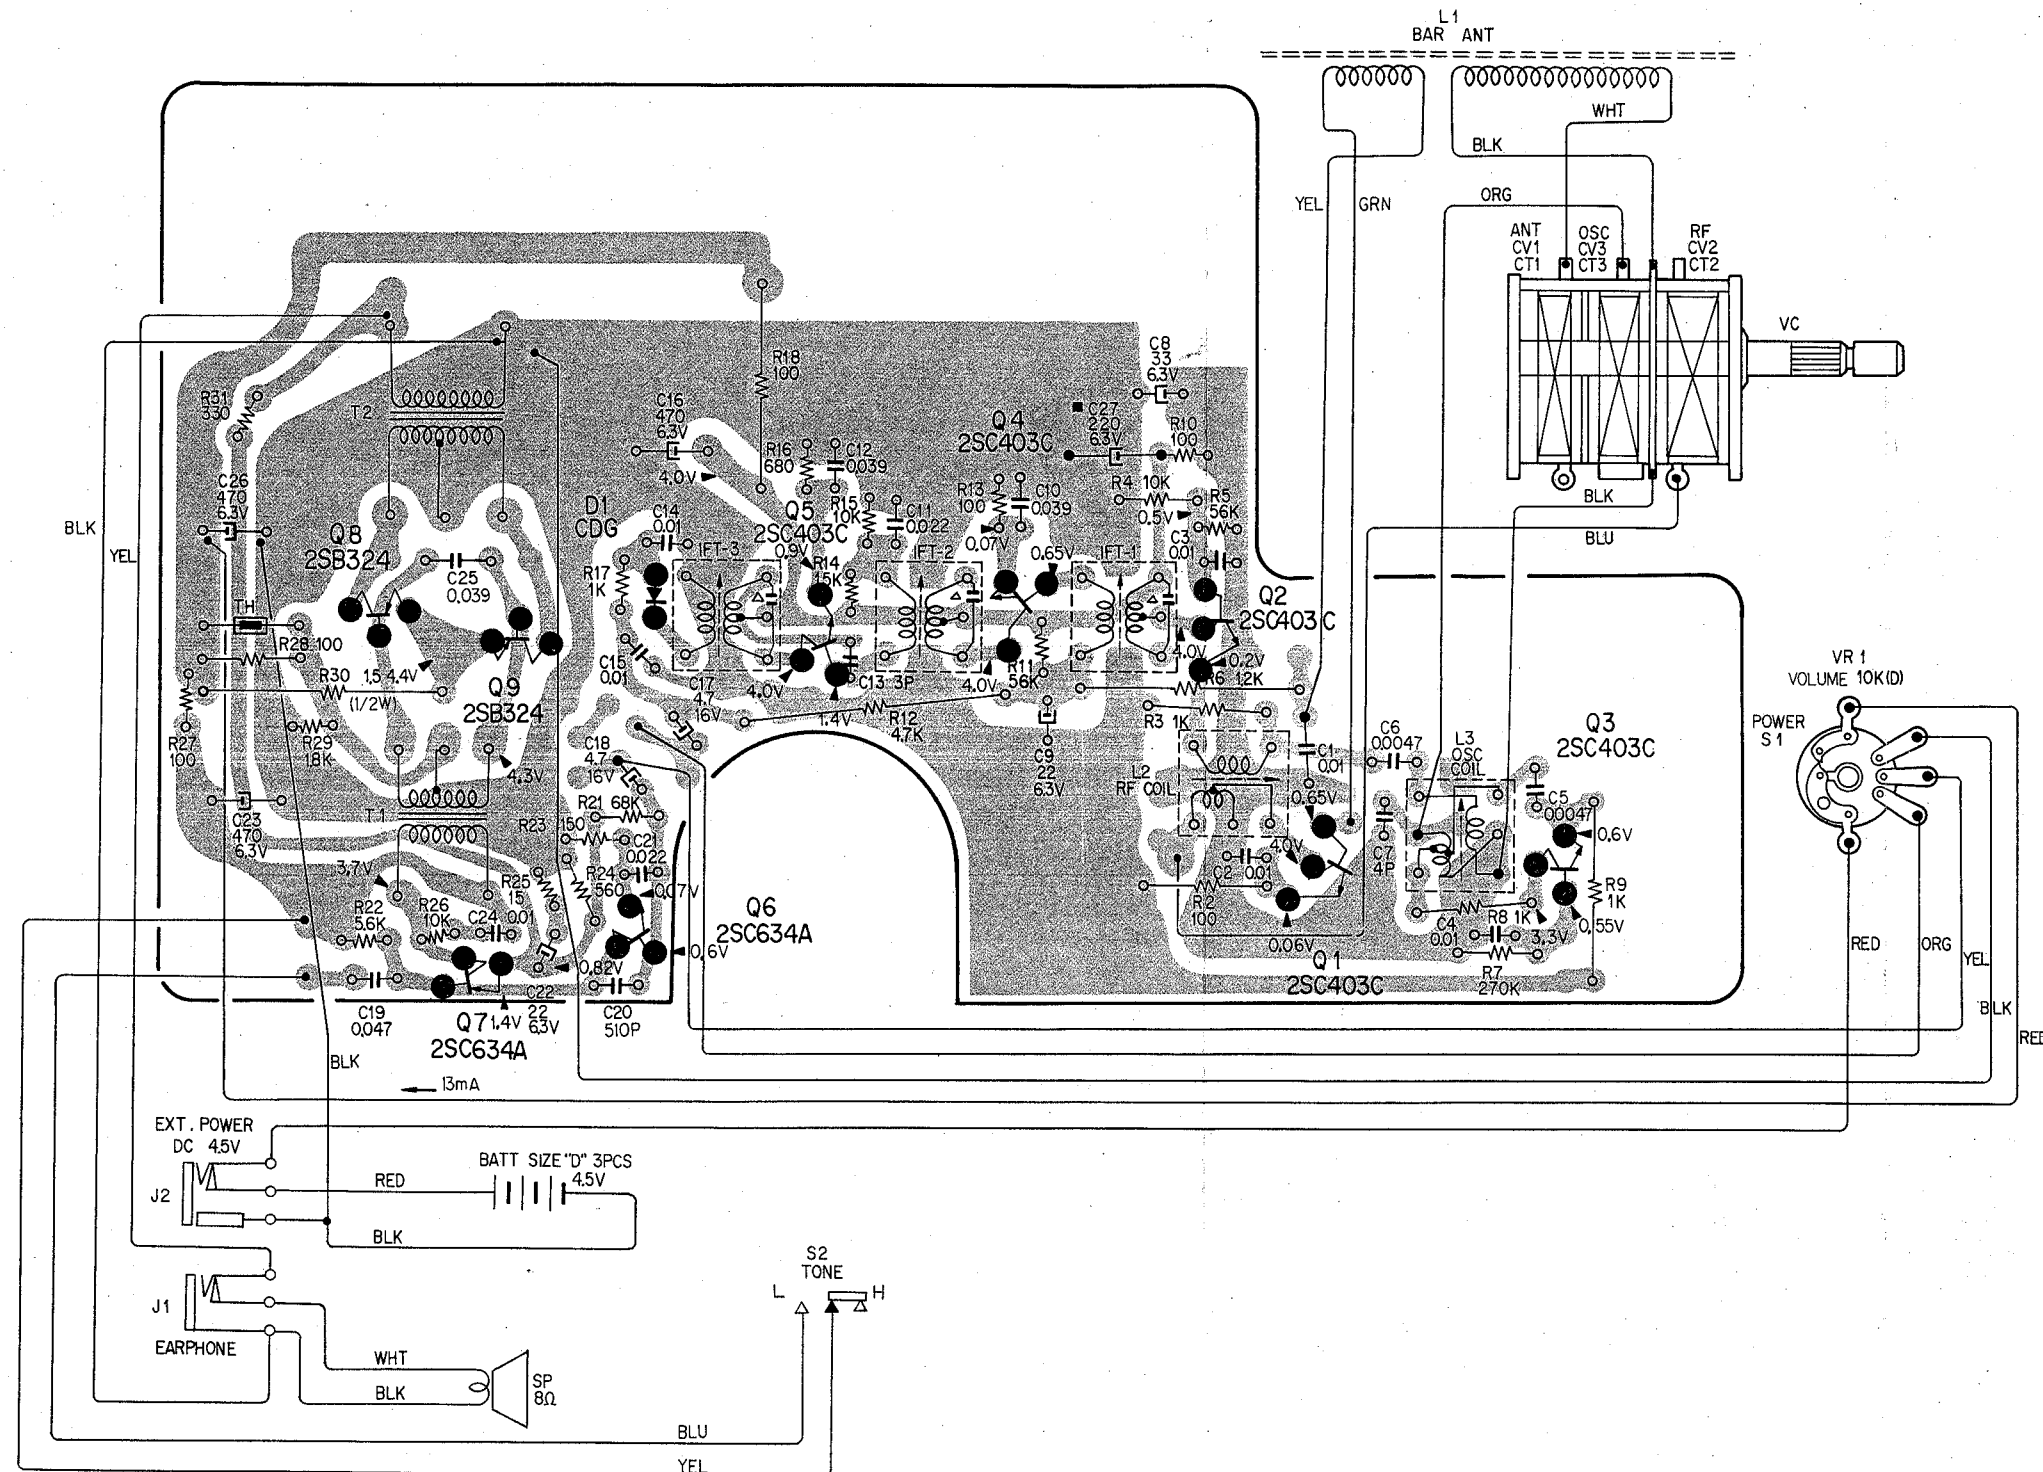 L1
BAR ANT
WHT
BLK
ORG
YEL
GRN
ANT
CV1
CT1
OSC
CV3
CT3
RF
CV2
CT2
VC
BLK
BLU
R18
100
C8
33
6.3V
R31
330
T2
C16
470
6.3V
4.0V
R16
680
C12
0.039
Q4
2SC403C
C27
220
6.3V
R10
100
C26
470
6.3V
BLK
YEL
Q8
2SB324
D1
CDG
C14
0.01
IFT-3
Q5
2SC403C
0.9V
R15
10K
C11
0.022
IFT-2
R13
100
C10
0.039
0.07V
0.65V
IFT-1
R4 10K
0.5V
R5
56K
C3
0.01
C25
0.039
R17
1K
R14
15K
Q2
2SC403C
TH
R28 100
R30
(1/2W)
1.5 4.4V
Q9
2SB324
C15
0.01
C17
4.7
16V
4.0V
C13 3P
1.4V
R12
4.7K
4.0V
R11
56K
4.0V
0.2V
R6 1.2K
R3 1K
C9
22
6.3V
R27
100
R29
1.8K
4.3V
C18
4.7
16V
C23
470
6.3V
T1
R21 68K
R23
150
L2
RF COIL
C1
0.01
0.65V
C6
0.0047
L3
OSC
COIL
Q3
2SC403C
C5
0.0047
0.6V
VR1
VOLUME 10K(D)
POWER
S1
3.7V
R25
15
R24
560
C21
0.022
0.07V
4.0V
C2
0.01
C7
4P
R2
100
R22
5.6K
R26
10K
C24
0.01
Q6
2SC634A
0.6V
0.82V
0.06V
Q1
2SC403C
C4
0.01
R8 1K
3.3V
0.55V
R9
1K
R7
270K
RED
ORG
YEL
BLK
RED
C19
0.047
Q7
2SC634A
1.4V
C22
22
6.3V
C20
510P
BLK
13mA
EXT. POWER
DC 4.5V
J2
RED
BATT SIZE"D" 3PCS
4.5V
BLK
S2
TONE
L
H
J1
EARPHONE
WHT
BLK
SP
8Ω
BLU
YEL